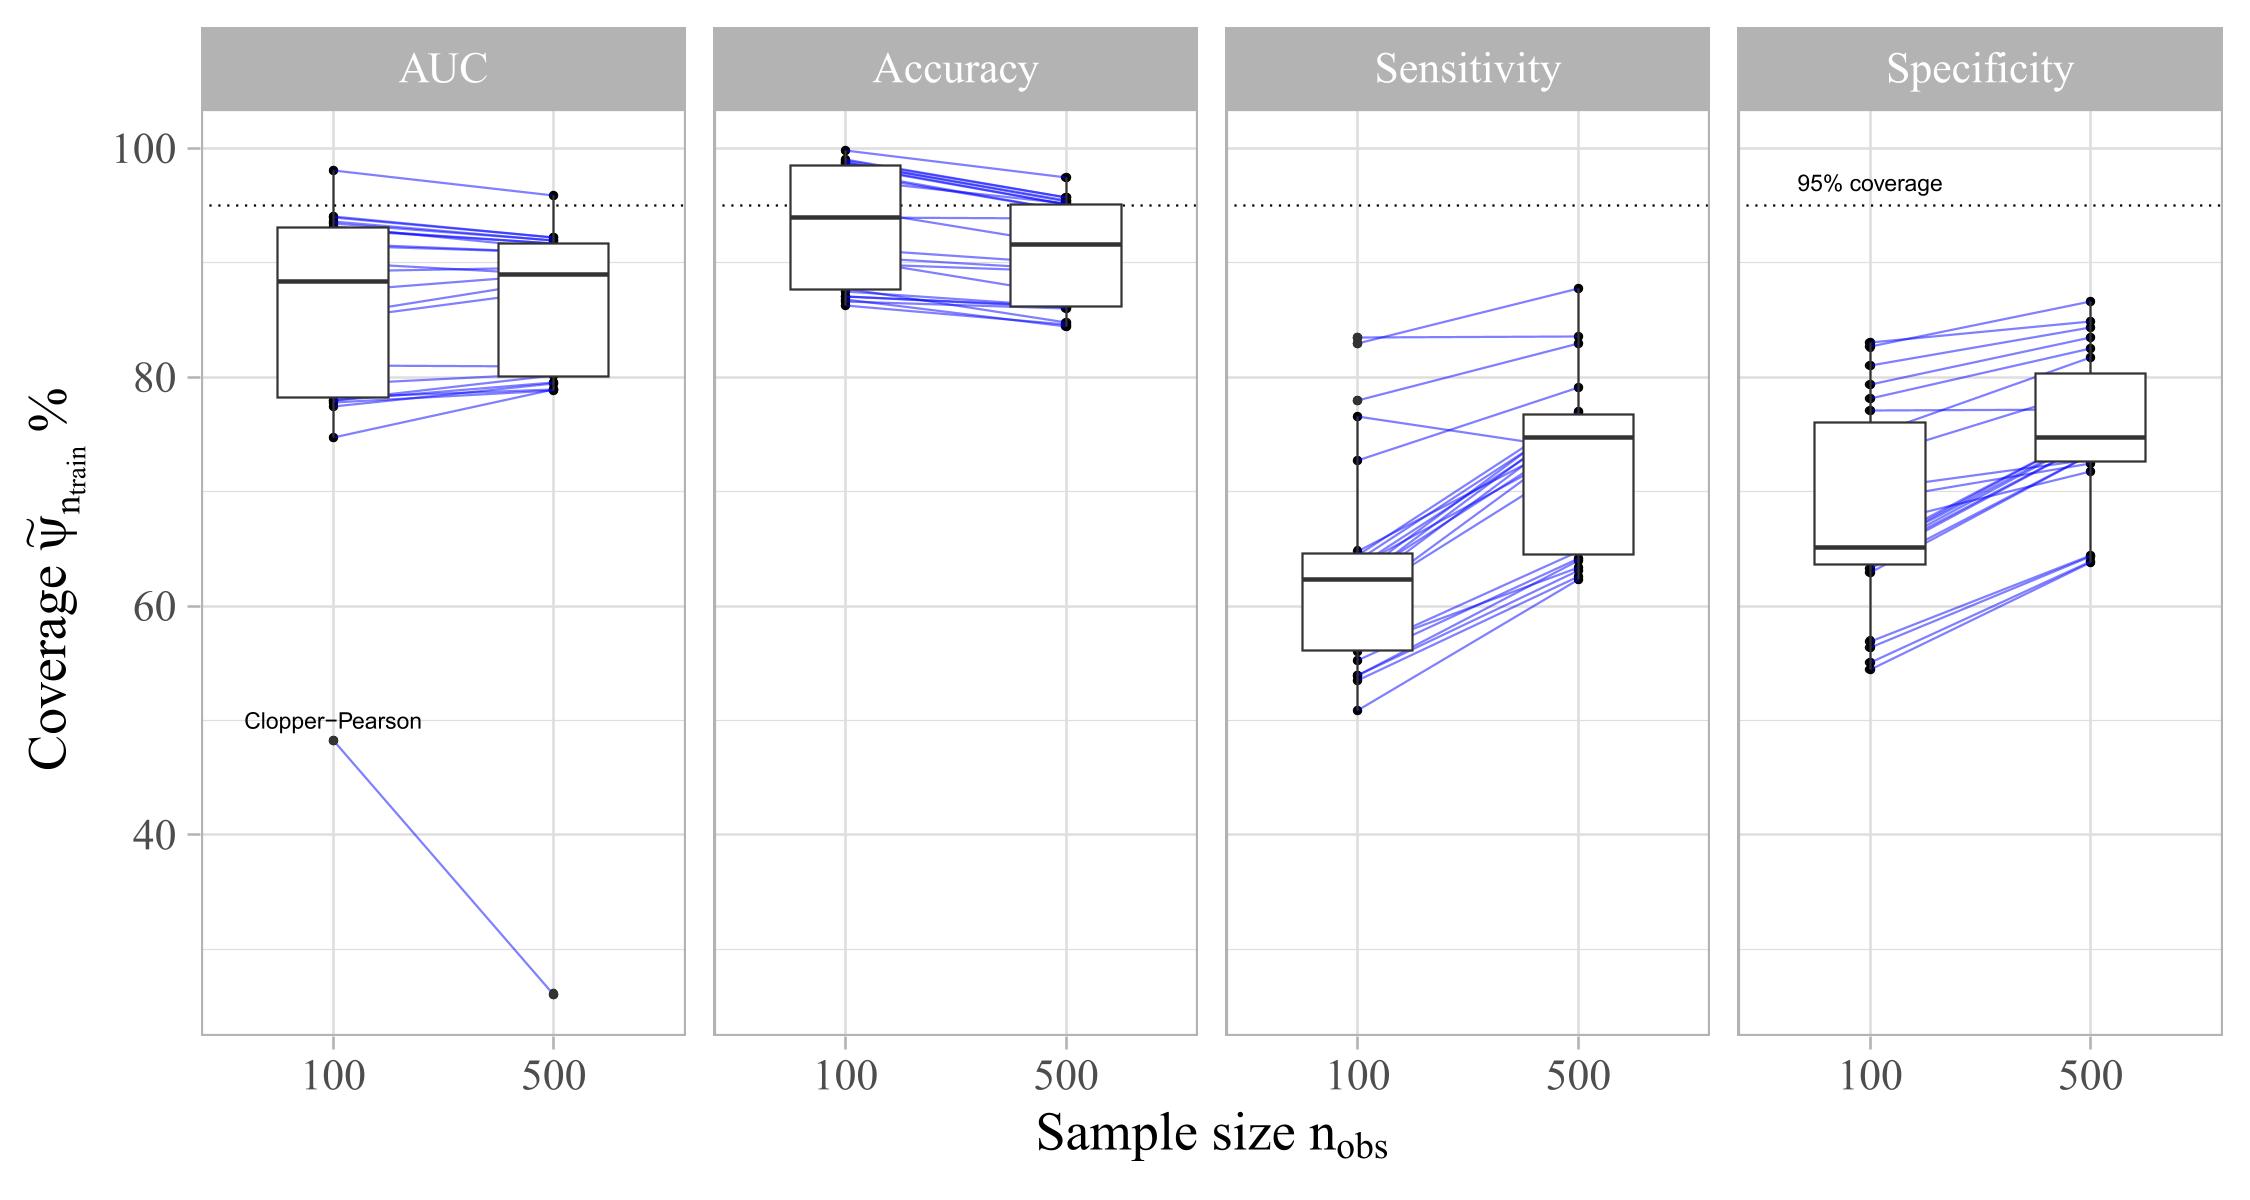 AUC Accuracy Sensitivity Specificity
Coverage ψ̃ₙtrain %
100
80
60
40
95% coverage
Clopper−Pearson
100 500 100 500 100 500 100 500
Sample size nobs